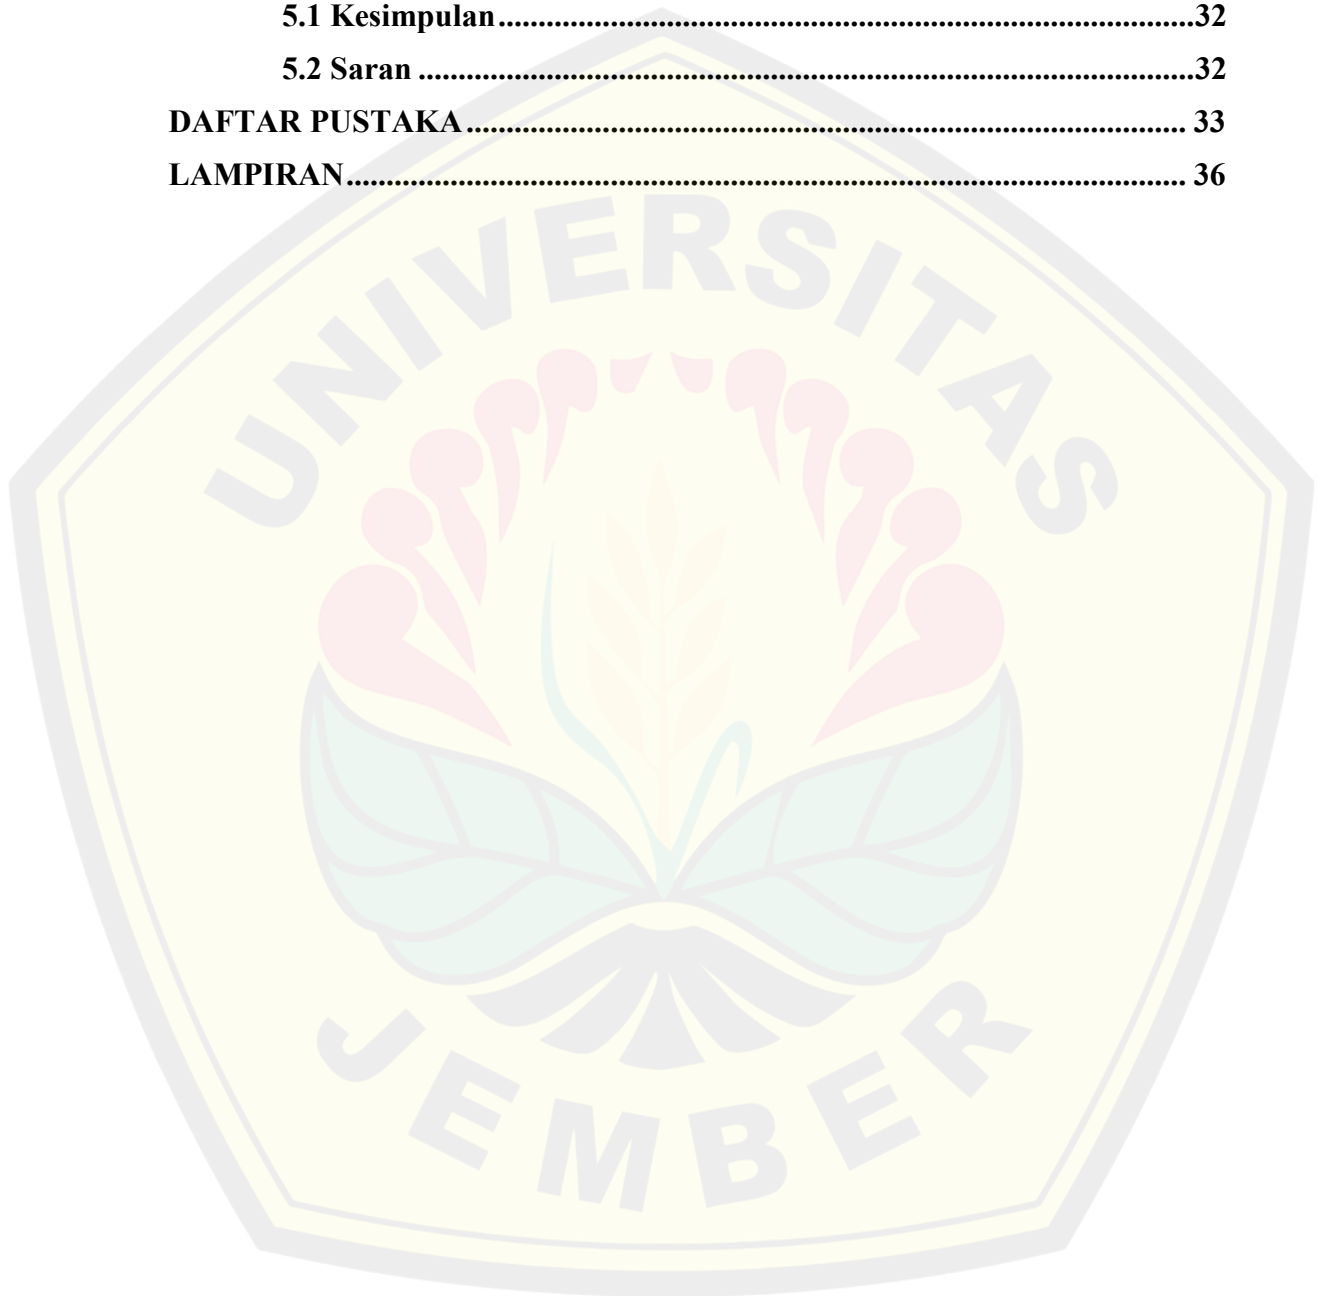 5.1 Kesimpulan........................................................................................32
5.2 Saran ..................................................................................................32
DAFTAR PUSTAKA........................................................................................... 33
LAMPIRAN.......................................................................................................... 36
UNIVERSITAS
JEMBER